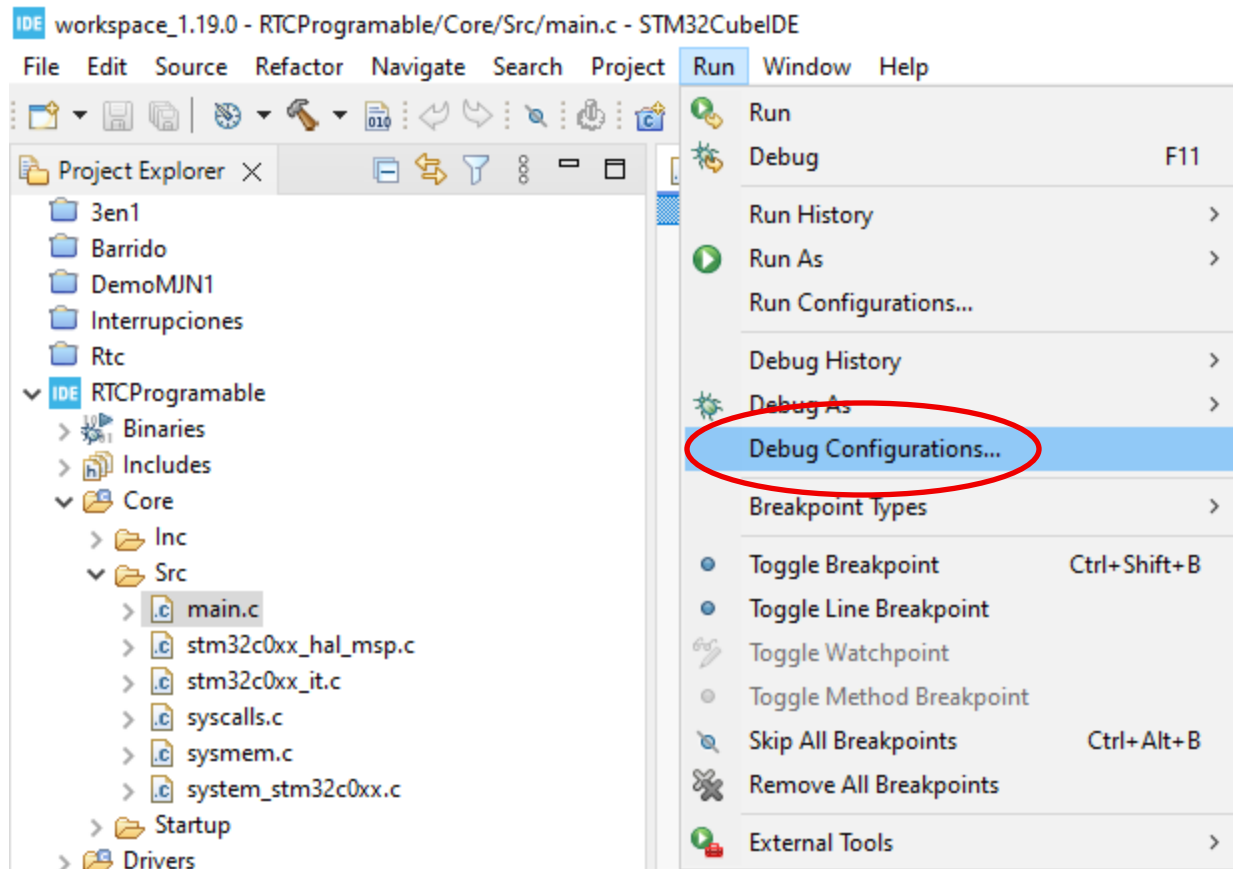 IDE workspace_1.19.0 - RTCProgramable/Core/Src/main.c - STM32CubeIDE
File Edit Source Refactor Navigate Search Project Run Window Help
010
Project Explorer
3en1
Barrido
DemoMJN1
Interrupciones
Rtc
IDE RTCProgramable
Binaries
Includes
Core
Inc
Src
.c main.c
.c stm32c0xx_hal_msp.c
.c stm32c0xx_it.c
.c syscalls.c
.c sysmem.c
.c system_stm32c0xx.c
Startup
Drivers
Run
Debug F11
Run History
Run As
Run Configurations...
Debug History
Debug As
Debug Configurations...
Breakpoint Types
Toggle Breakpoint Ctrl+Shift+B
Toggle Line Breakpoint
Toggle Watchpoint
Toggle Method Breakpoint
Skip All Breakpoints Ctrl+Alt+B
Remove All Breakpoints
External Tools